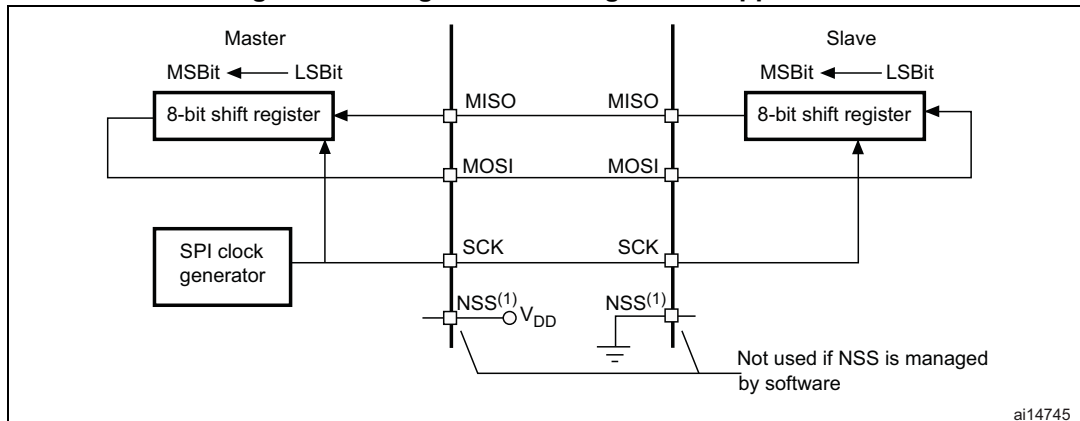 Master
Slave
MSBit LSBit
MSBit LSBit
8-bit shift register
MISO
MISO
8-bit shift register
MOSI
MOSI
SPI clock
generator
SCK
SCK
NSS(1)
VDD
NSS(1)
Not used if NSS is managed
by software
ai14745